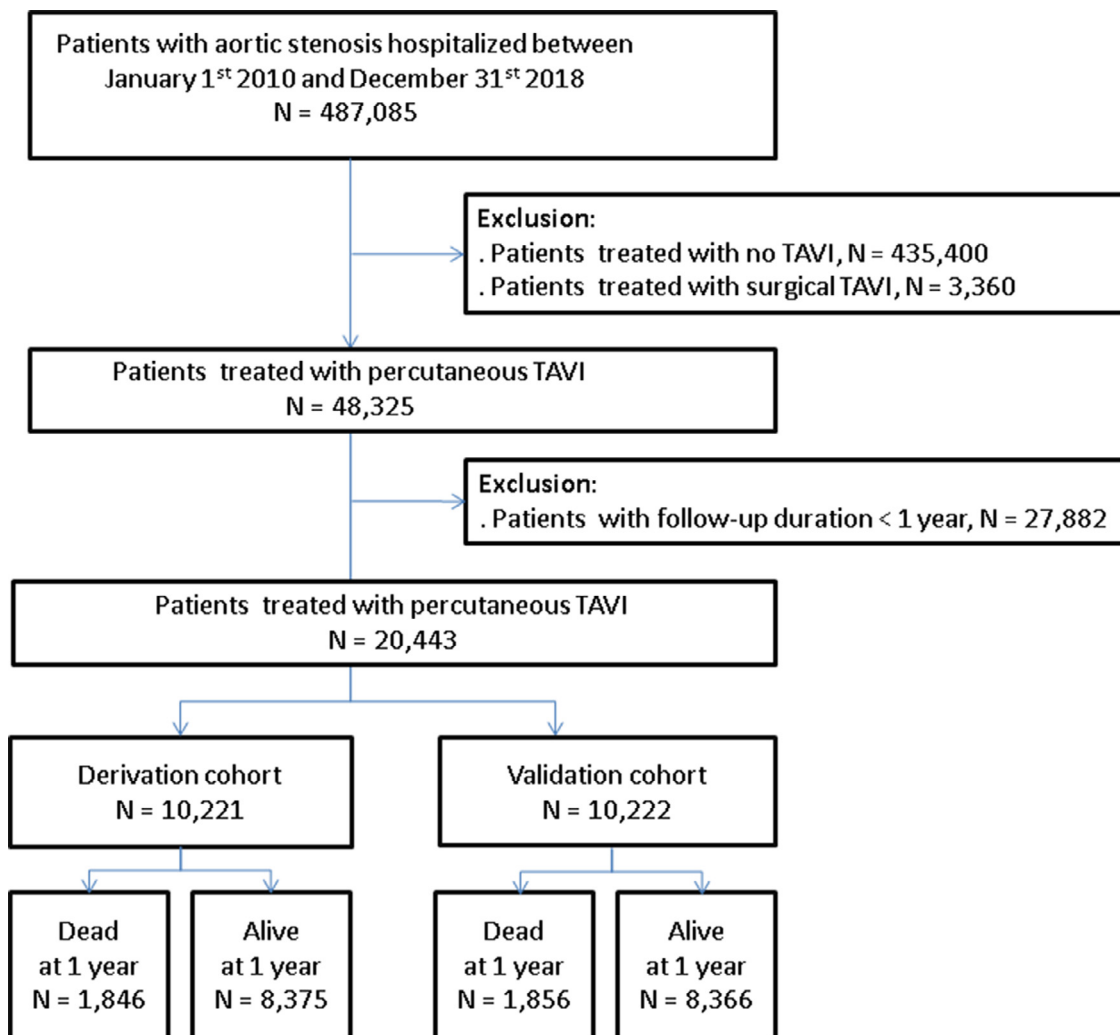 Patients with aortic stenosis hospitalized between
January 1st 2010 and December 31st 2018
N = 487,085
Exclusion:
. Patients treated with no TAVI, N = 435,400
. Patients treated with surgical TAVI, N = 3,360
Patients treated with percutaneous TAVI
N = 48,325
Exclusion:
. Patients with follow-up duration < 1 year, N = 27,882
Patients treated with percutaneous TAVI
N = 20,443
Derivation cohort
N = 10,221
Validation cohort
N = 10,222
Dead
at 1 year
N = 1,846
Alive
at 1 year
N = 8,375
Dead
at 1 year
N = 1,856
Alive
at 1 year
N = 8,366